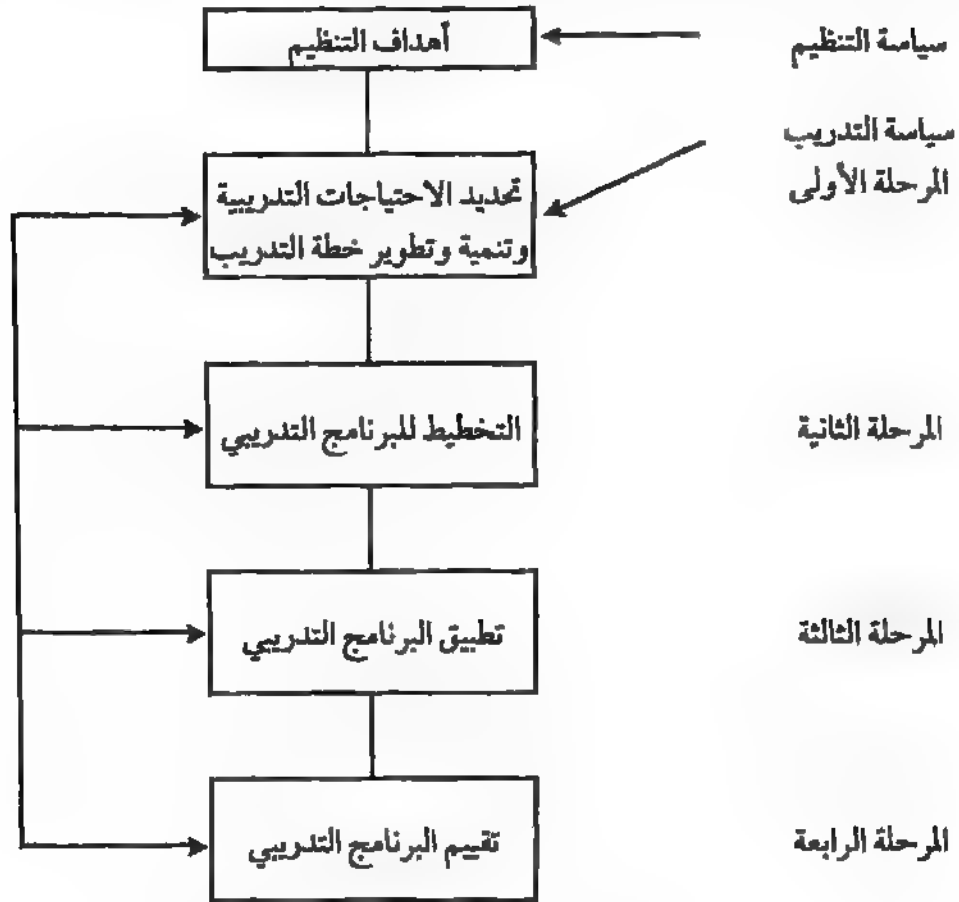 سياسة التنظيم
أهداف التنظيم
سياسة التدريب
المرحلة الأولى
تحديد الاحتياجات التدريبية
وتنمية وتطوير خطة التدريب
المرحلة الثانية
التخطيط للبرنامج التدريبي
المرحلة الثالثة
تطبيق البرنامج التدريبي
المرحلة الرابعة
تقييم البرنامج التدريبي